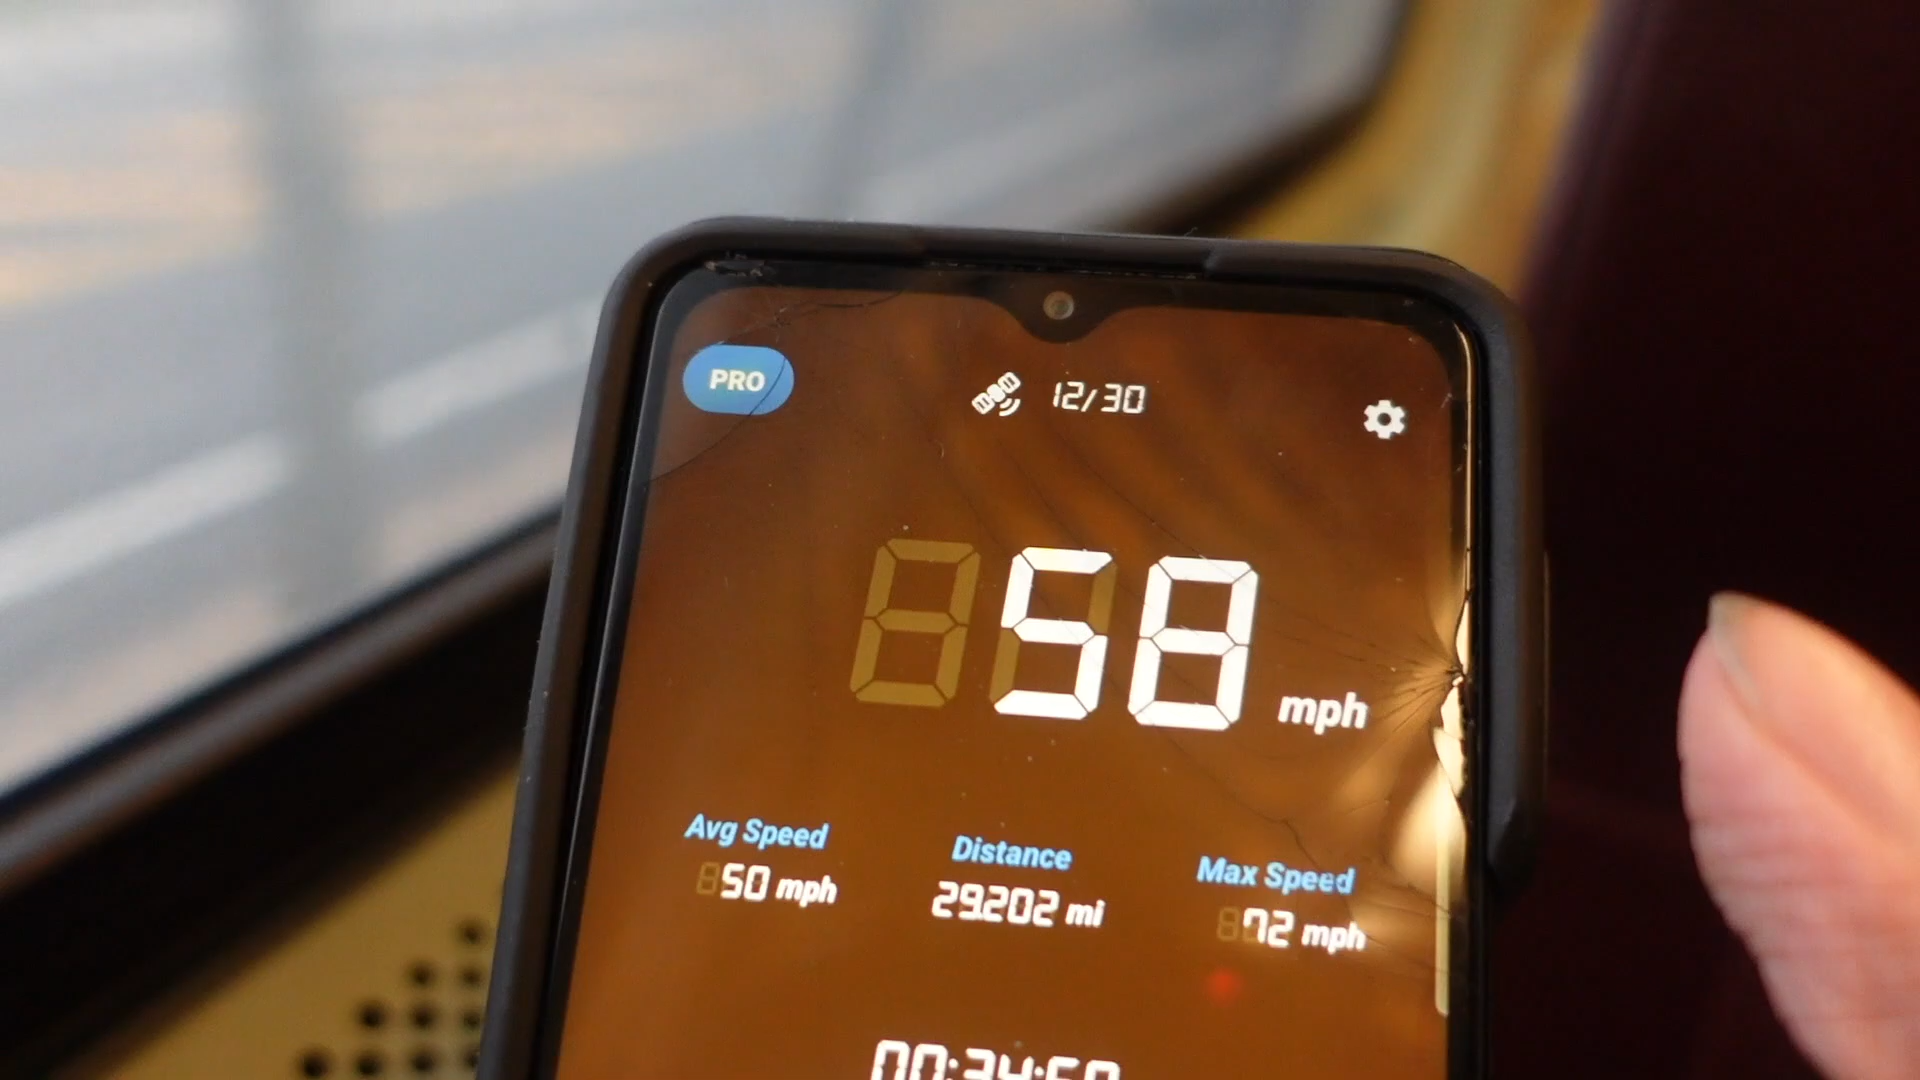 PRO
12/30
58 mph
Avg Speed
50 mph
Distance
29.202 mi
Max Speed
72 mph